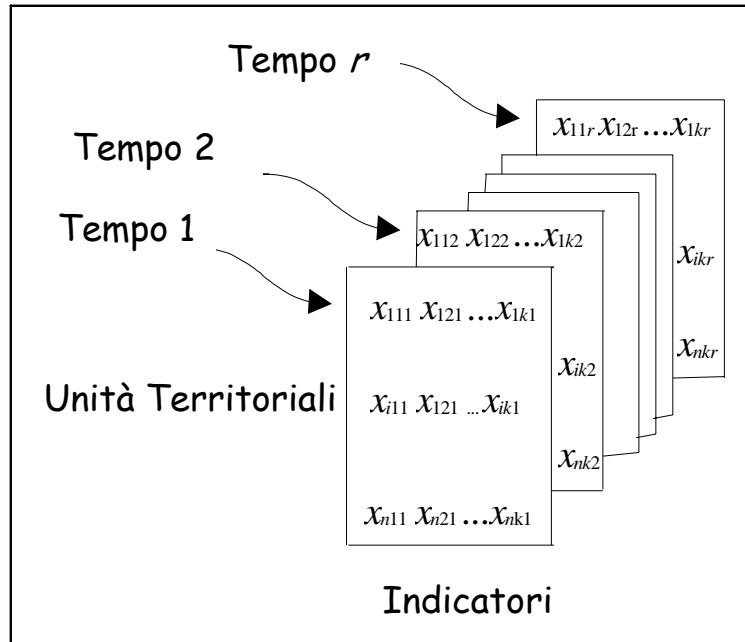 Tempo r
x11r x12r ...x1kr
Tempo 2
x112 x122 ...x1k2
Tempo 1
xikr
x111 x121 ...x1k1
xnkr
xik2
Unità Territoriali
xi11 x121 ... xik1
xnk2
xn11 xn21 ...xnk1
Indicatori